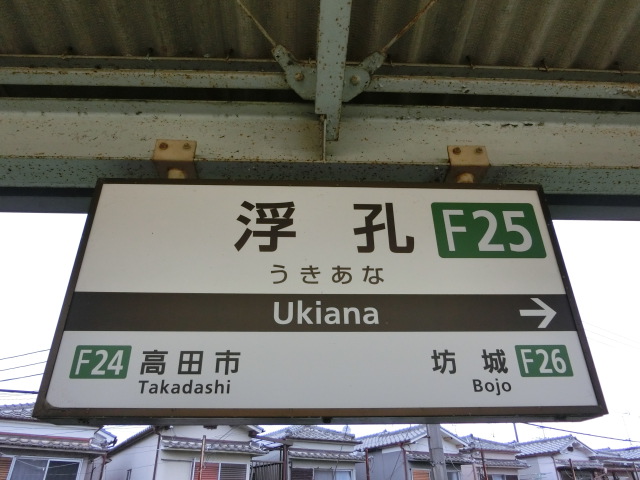 浮孔 F25
うきあな
Ukiana →
F24 高田市 坊城 F26
Takadashi Bojo